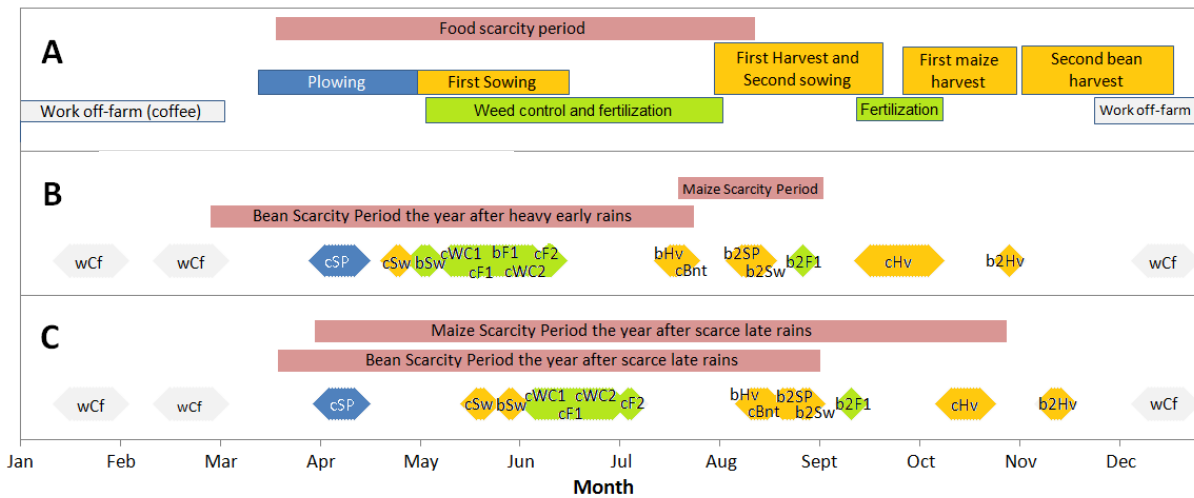 A
Food scarcity period
Plowing
First Sowing
First Harvest and
Second sowing
First maize
harvest
Second bean
harvest
Work off-farm (coffee)
Weed control and fertilization
Fertilization
Work off-farm
B
Maize Scarcity Period
Bean Scarcity Period the year after heavy early rains
wCf
wCf
cSP
cSw
bSw
cWC1
cF1
bF1
cWC2
cF2
bHv
cBnt
b2SP
b2Sw
b2F1
cHv
b2Hv
wCf
C
Maize Scarcity Period the year after scarce late rains
Bean Scarcity Period the year after scarce late rains
wCf
wCf
cSP
cSw
bSw
cWC1
cF1
cWC2
cF2
bHv
cBnt
b2SP
b2Sw
b2F1
cHv
b2Hv
wCf
Jan Feb Mar Apr May Jun Jul Aug Sept Oct Nov Dec
Month